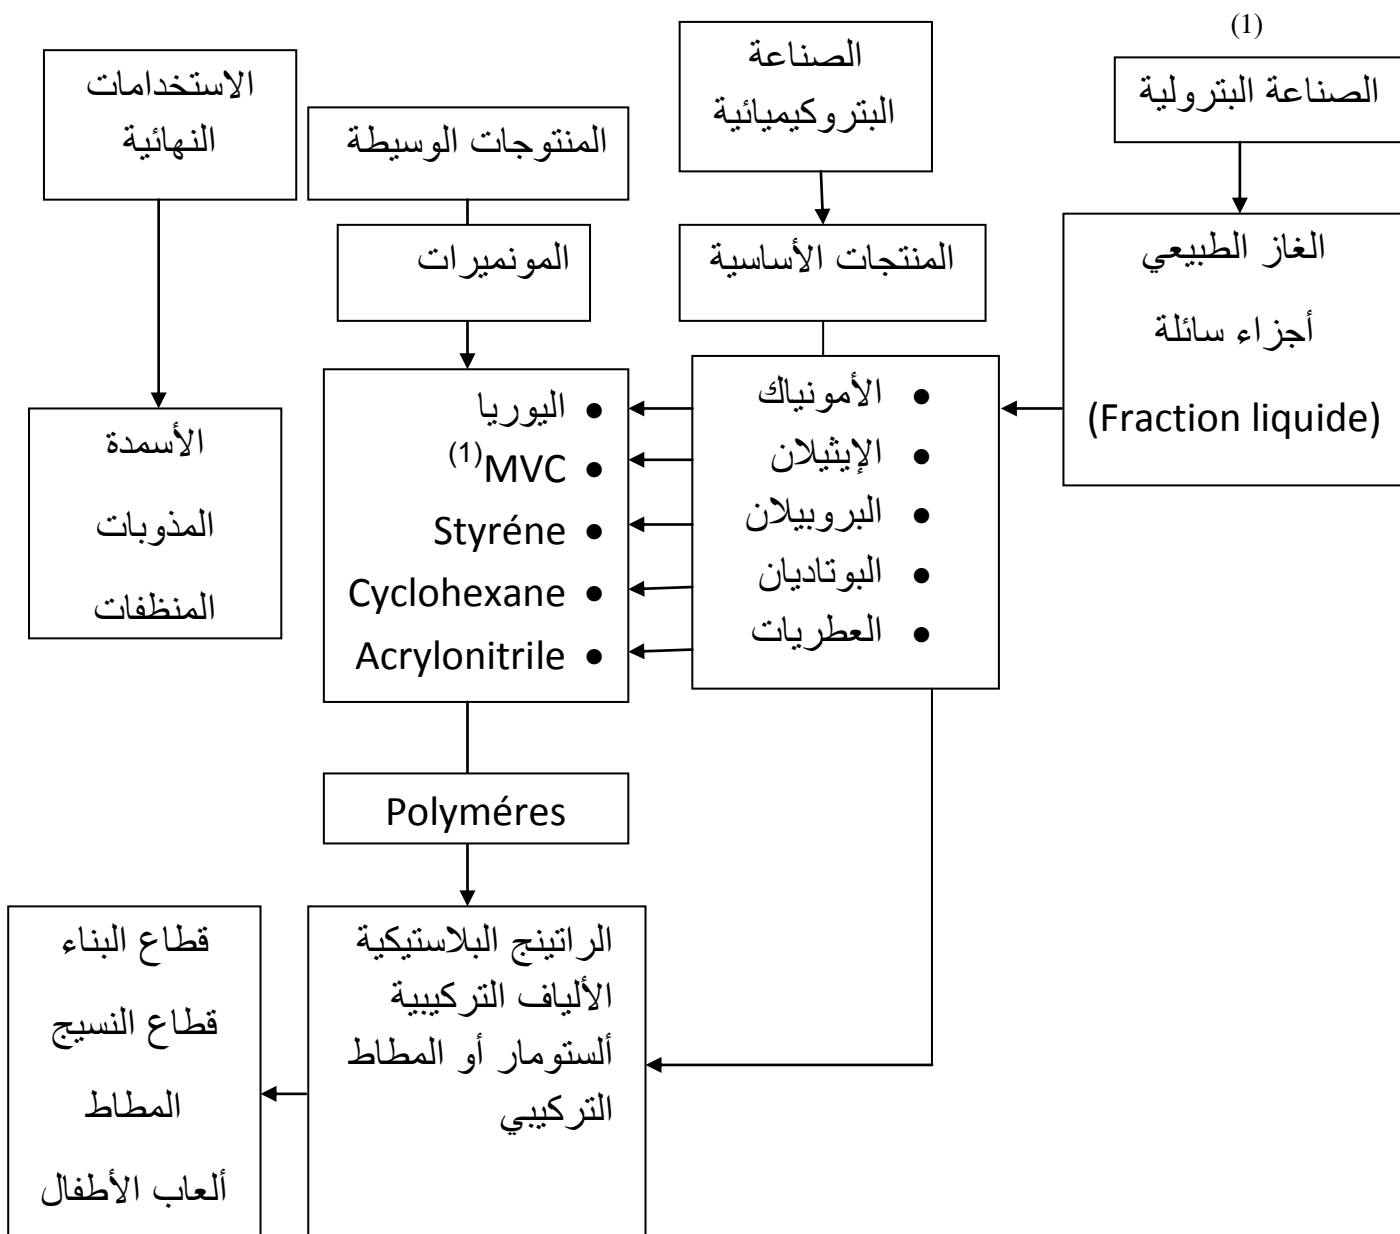 (1)
الصناعة البترولية
الصناعة
البتروكيميائية
المنتوجات الوسيطة
الاستخدامات
النهائية
الغاز الطبيعي
أجزاء سائلة
(Fraction liquide)
المنتجات الأساسية
المونميرات
• الأمونياك
• الإيثيلان
• البروبيلان
• البوتاديان
• العطريات
• اليوريا
• MVC(1)
• Styréne
• Cyclohexane
• Acrylonitrile
الأسمدة
المذوبات
المنظفات
Polyméres
الراتينج البلاستيكية
الألياف التركيبية
ألستومار أو المطاط
التركيبي
قطاع البناء
قطاع النسيج
المطاط
ألعاب الأطفال